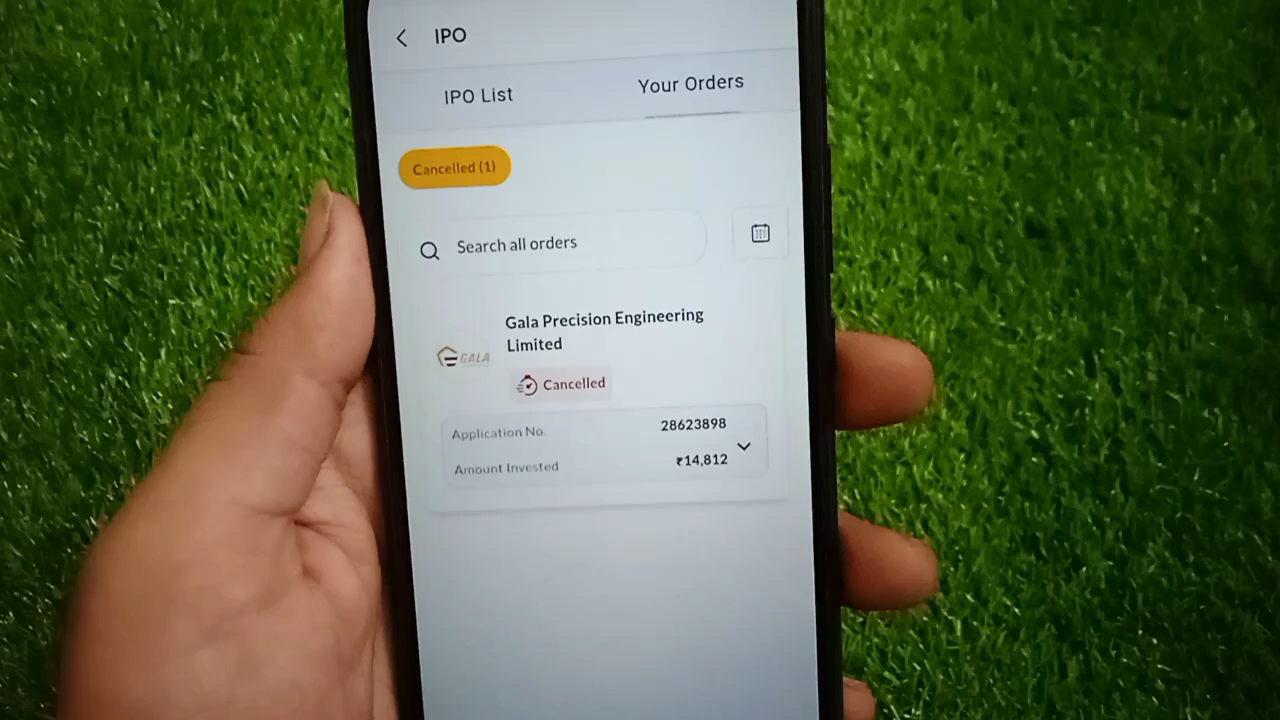 IPO
IPO List
Your Orders
Cancelled (1)
Search all orders
Gala Precision Engineering
Limited
GALA
Cancelled
Application No.
28623898
Amount Invested
₹14,812